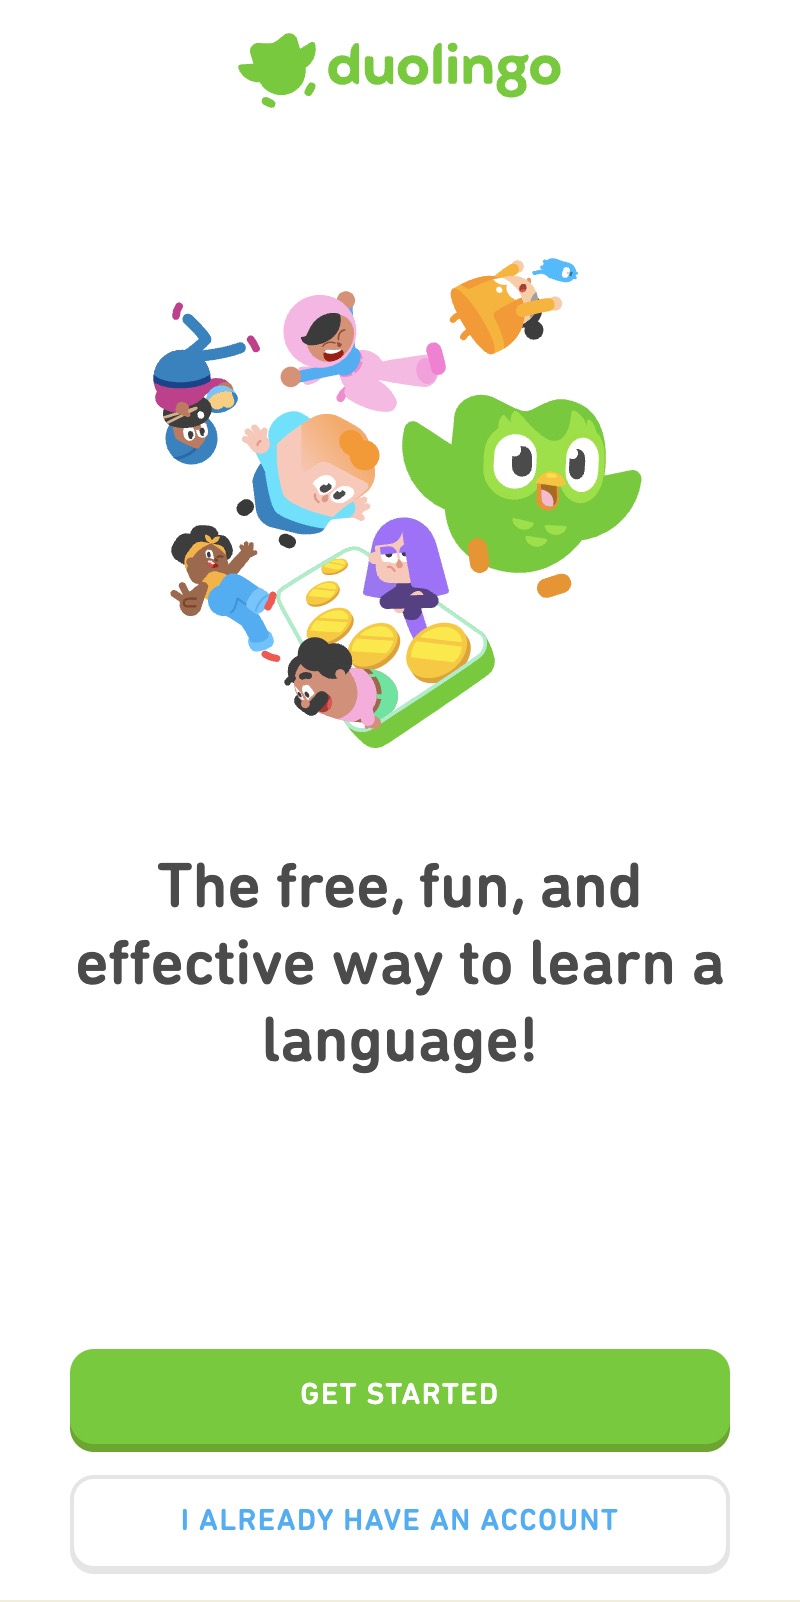 duolingo
The free, fun, and
effective way to learn a
language!
GET STARTED
I ALREADY HAVE AN ACCOUNT